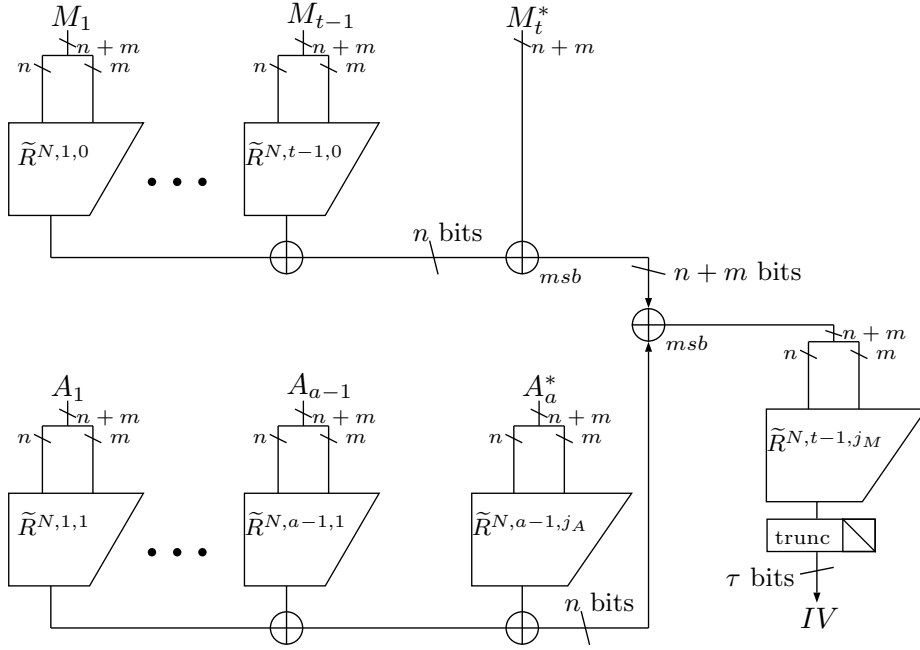 M_1 M_{t−1} M_t^*
n + m n + m n + m
n m n m
R̃^{N,1,0} R̃^{N,t−1,0}
• • •
n bits
msb n + m bits
msb
n + m
n m
A_1 A_{a−1} A_a^*
n + m n + m n + m
n m n m n m
R̃^{N,t−1,j_M}
R̃^{N,1,1} R̃^{N,a−1,1} R̃^{N,a−1,j_A}
• • •
trunc
τ bits
n bits
IV